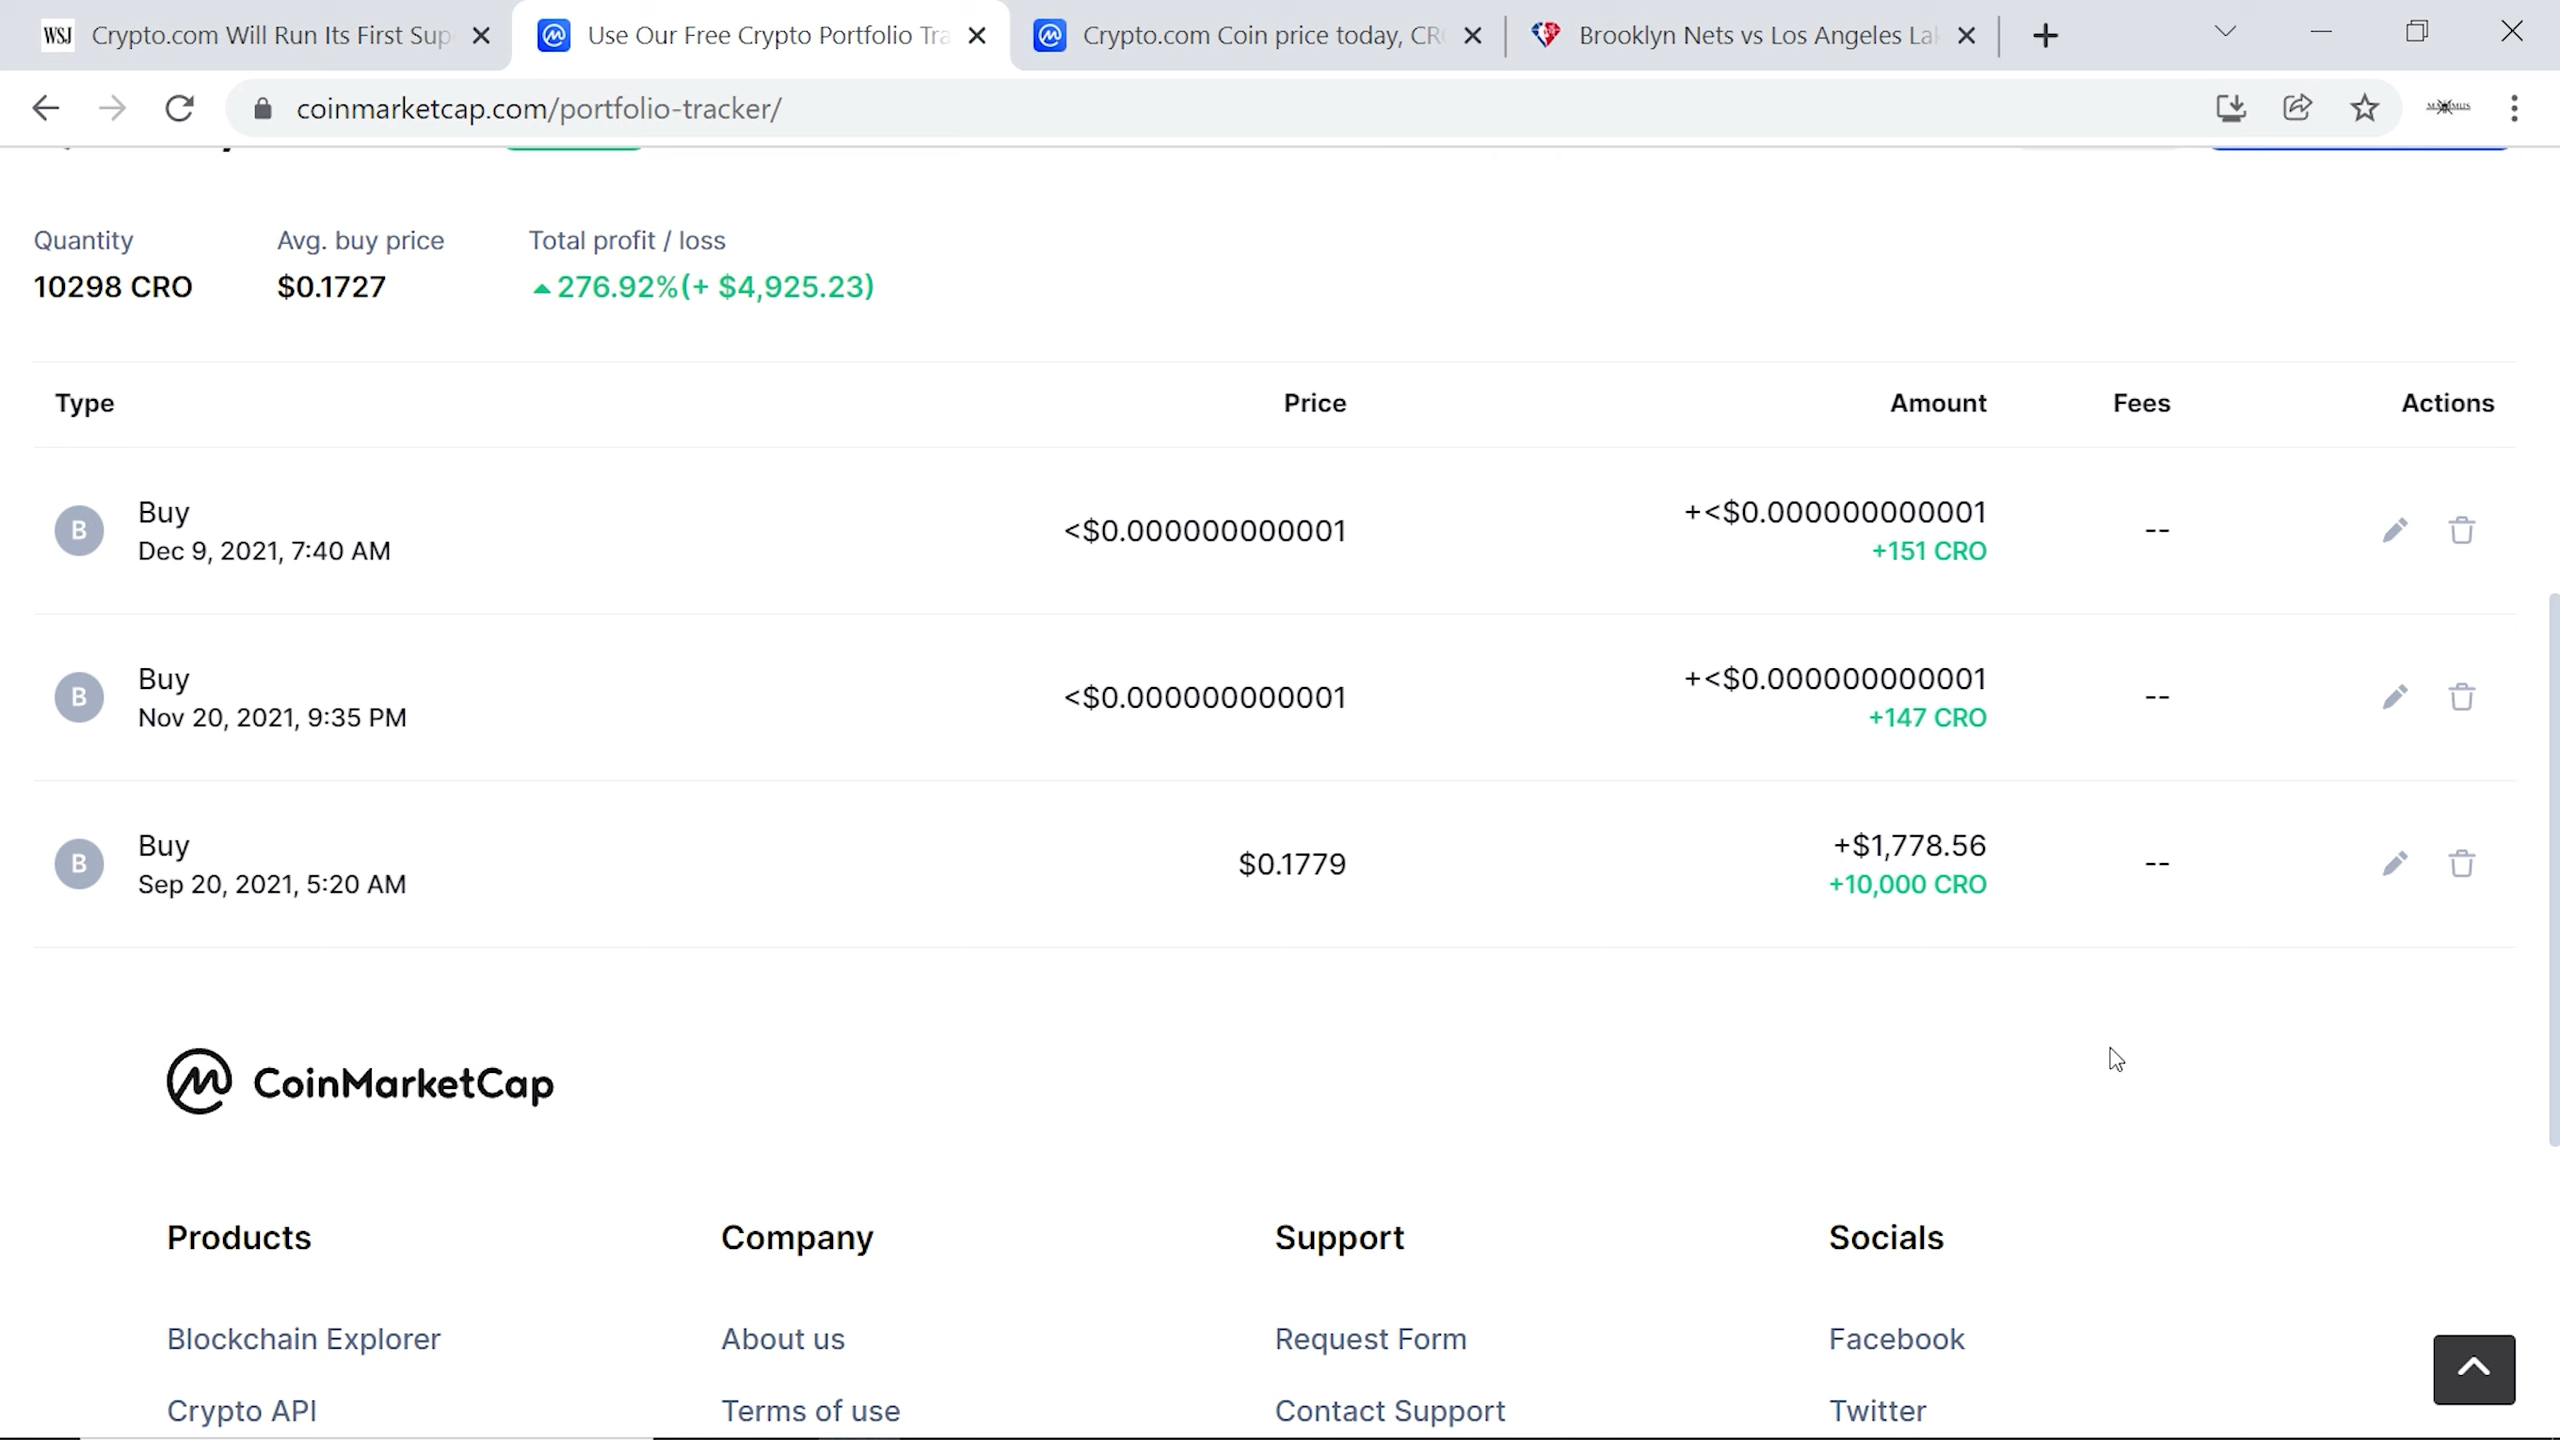 WSJ Crypto.com Will Run Its First Sup
Use Our Free Crypto Portfolio Tra
Crypto.com Coin price today, CR
Brooklyn Nets vs Los Angeles La
coinmarketcap.com/portfolio-tracker/
Quantity Avg. buy price Total profit / loss
10298 CRO $0.1727 276.92%(+ $4,925.23)
Type Price Amount Fees Actions
B Buy <$0.000000000001 +<$0.000000000001 --
Dec 9, 2021, 7:40 AM +151 CRO
B Buy <$0.000000000001 +<$0.000000000001 --
Nov 20, 2021, 9:35 PM +147 CRO
B Buy $0.1779 +$1,778.56 --
Sep 20, 2021, 5:20 AM +10,000 CRO
CoinMarketCap
Products Company Support Socials
Blockchain Explorer About us Request Form Facebook
Crypto API Terms of use Contact Support Twitter